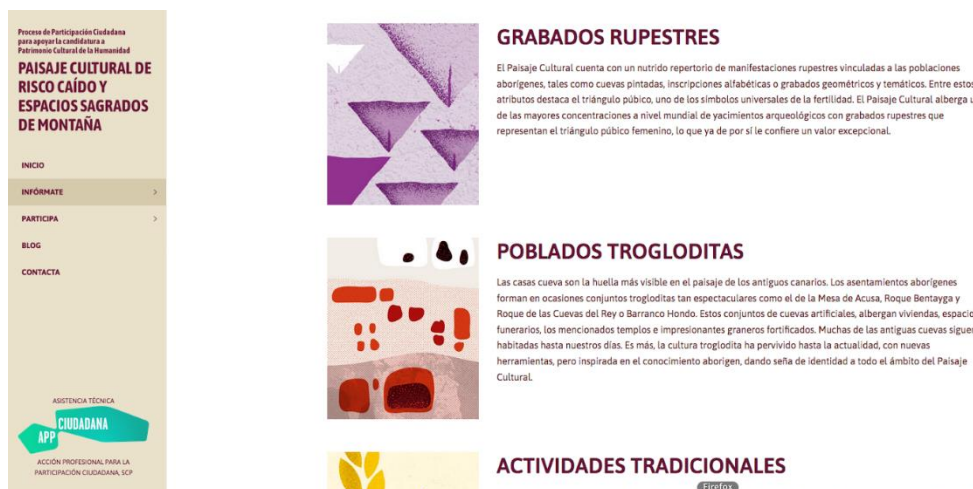 Proceso de Participación Ciudadana
para apoyar la candidatura a
Patrimonio Cultural de la Humanidad
PAISAJE CULTURAL DE
RISCO CAÍDO Y
ESPACIOS SAGRADOS
DE MONTAÑA
INICIO
INFÓRMATE
PARTICIPA
BLOG
CONTACTA
ASISTENCIA TÉCNICA
CIUDADANA
APP
ACCIÓN PROFESIONAL PARA LA
PARTICIPACIÓN CIUDADANA, SCP
GRABADOS RUPESTRES
El Paisaje Cultural cuenta con un nutrido repertorio de manifestaciones rupestres vinculadas a las poblaciones
aborígenes, tales como cuevas pintadas, inscripciones alfabéticas o grabados geométricos y temáticos. Entre estos
atributos destaca el triángulo púbico, uno de los símbolos universales de la fertilidad. El Paisaje Cultural alberga
de las mayores concentraciones a nivel mundial de yacimientos arqueológicos con grabados rupestres que
representan el triángulo púbico femenino, lo que ya de por sí le confiere un valor excepcional.
POBLADOS TROGLODITAS
Las casas cueva son la huella más visible en el paisaje de los antiguos canarios. Los asentamientos aborígenes
forman en ocasiones conjuntos trogloditas tan espectaculares como el de la Mesa de Acusa, Roque Bentayga y
Roque de las Cuevas del Rey o Barranco Hondo. Estos conjuntos de cuevas artificiales, albergan viviendas,
funerarios, los mencionados templos e impresionantes graneros fortificados. Muchas de las antiguas cuevas
habitadas hasta nuestros días. Es más, la cultura troglodita ha pervivido hasta la actualidad, con nuevas
herramientas, pero inspirada en el conocimiento aborigen, dando seña de identidad a todo el ámbito del Paisaje
Cultural.
ACTIVIDADES TRADICIONALES
Firefox